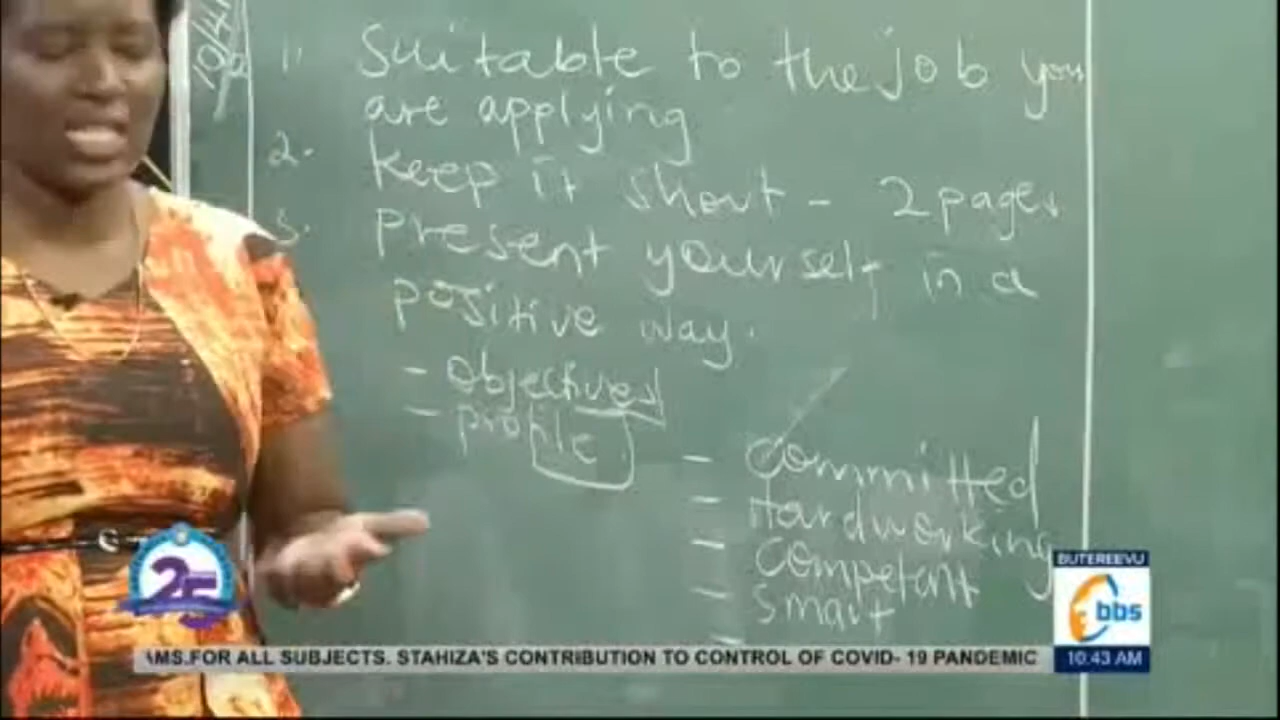 1) Suitable to the job you
are applying
2. Keep it short - 2 pages
3. Present yourself in a
positive way.
- objectives
- profile
- Committed
- Hardworking
- Competent
- Smart
-
25
BUTEREEVU
bbs
10:43 AM
AMS.FOR ALL SUBJECTS. STAHIZA'S CONTRIBUTION TO CONTROL OF COVID- 19 PANDEMIC